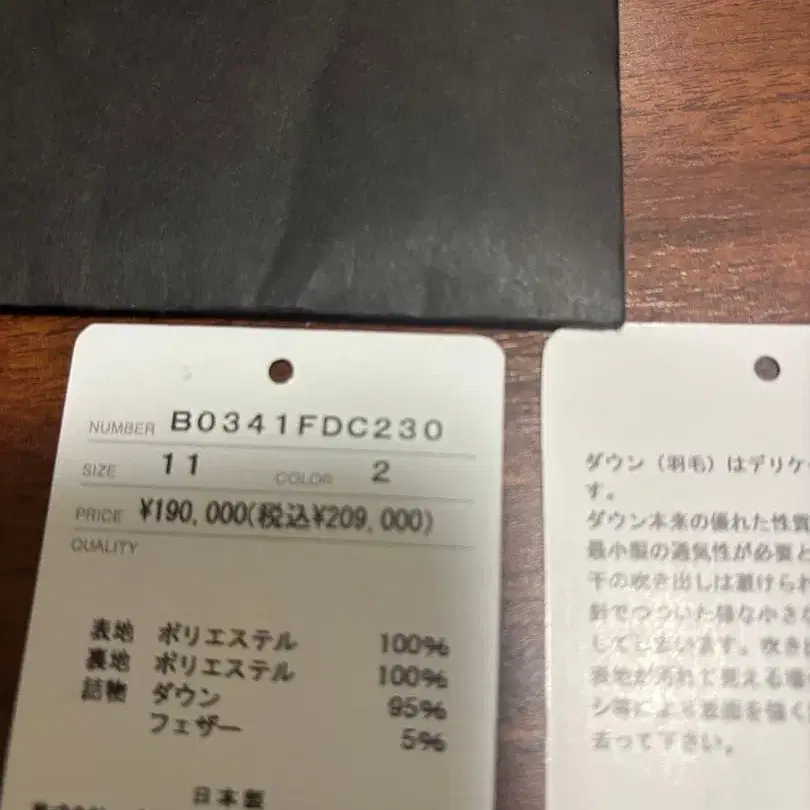 NUMBER B0341FDC230
SIZE 11 COLOR 2
PRICE ¥190,000(税込¥209,000)
QUALITY
表地 ポリエステル 100%
裏地 ポリエステル 100%
詰物 ダウン 95%
フェザー 5%
日本製
ダウン（羽毛）はデリケ
す。
ダウン本来の優れた性質
最小限の通気性が必要と
干の吹き出しは避けられ
針でつついた様な小さ
してしまいます。吹き出
表地が汚れて見える場
シ等による表面を強く
去って下さい。